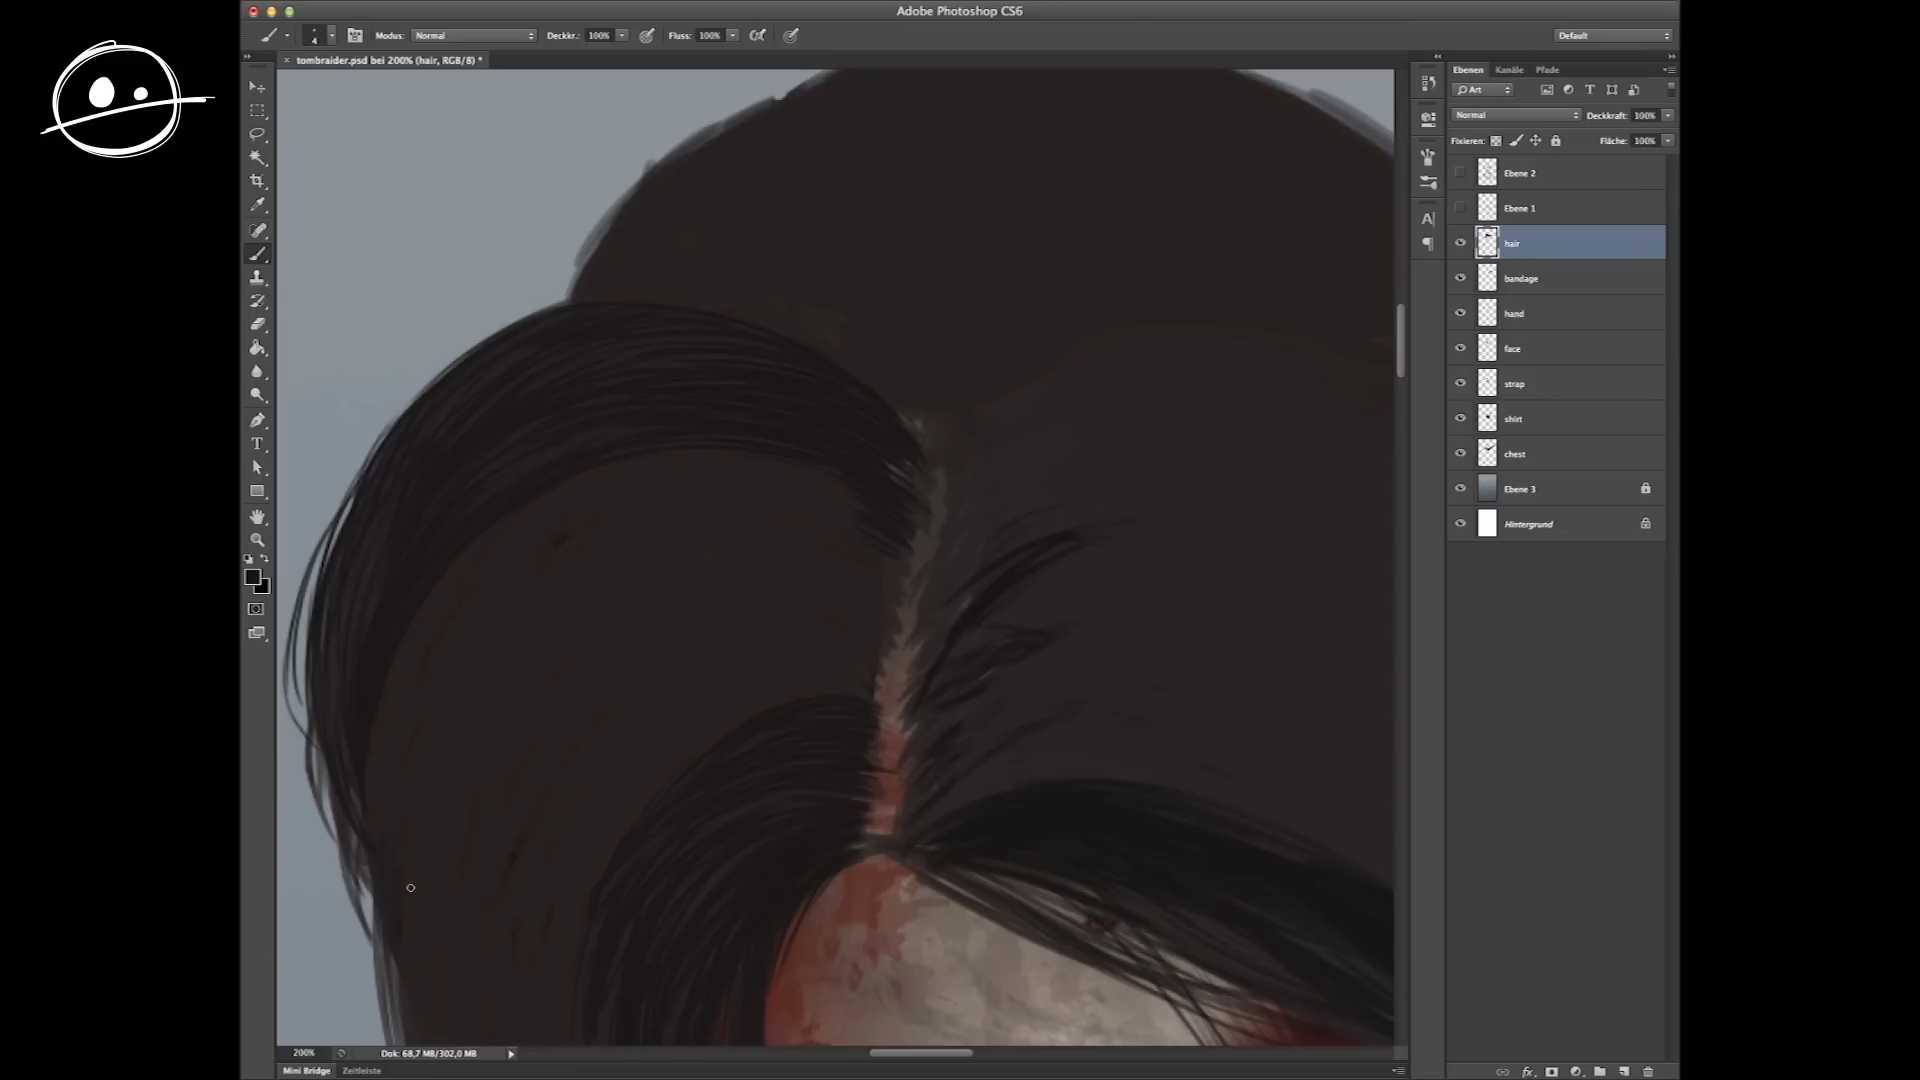 Adobe Photoshop CS6
4 Modus: Normal Deckkr.: 100% Fluss: 100% Default
tombraider.psd bei 200% (hair, RGB/8) *
Ebenen Kanäle Pfade
Art
Normal Deckkraft: 100%
Fixieren: Fläche: 100%
Ebene 2
Ebene 1
hair
bandage
hand
face
strap
shirt
chest
Ebene 3
Hintergrund
200% Dok: 68,7 MB/302,0 MB
Mini Bridge Zeitleiste